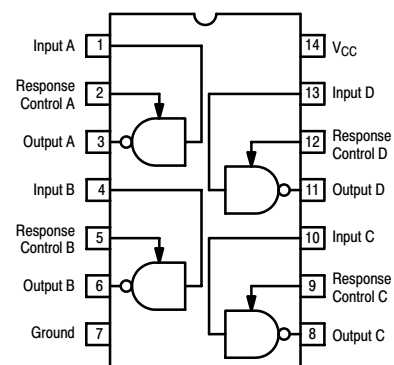 Input A 1
Response
Control A 2
Output A 3
Input B 4
Response
Control B 5
Output B 6
Ground 7
14 VCC
13 Input D
12 Response
Control D
11 Output D
10 Input C
9 Response
Control C
8 Output C